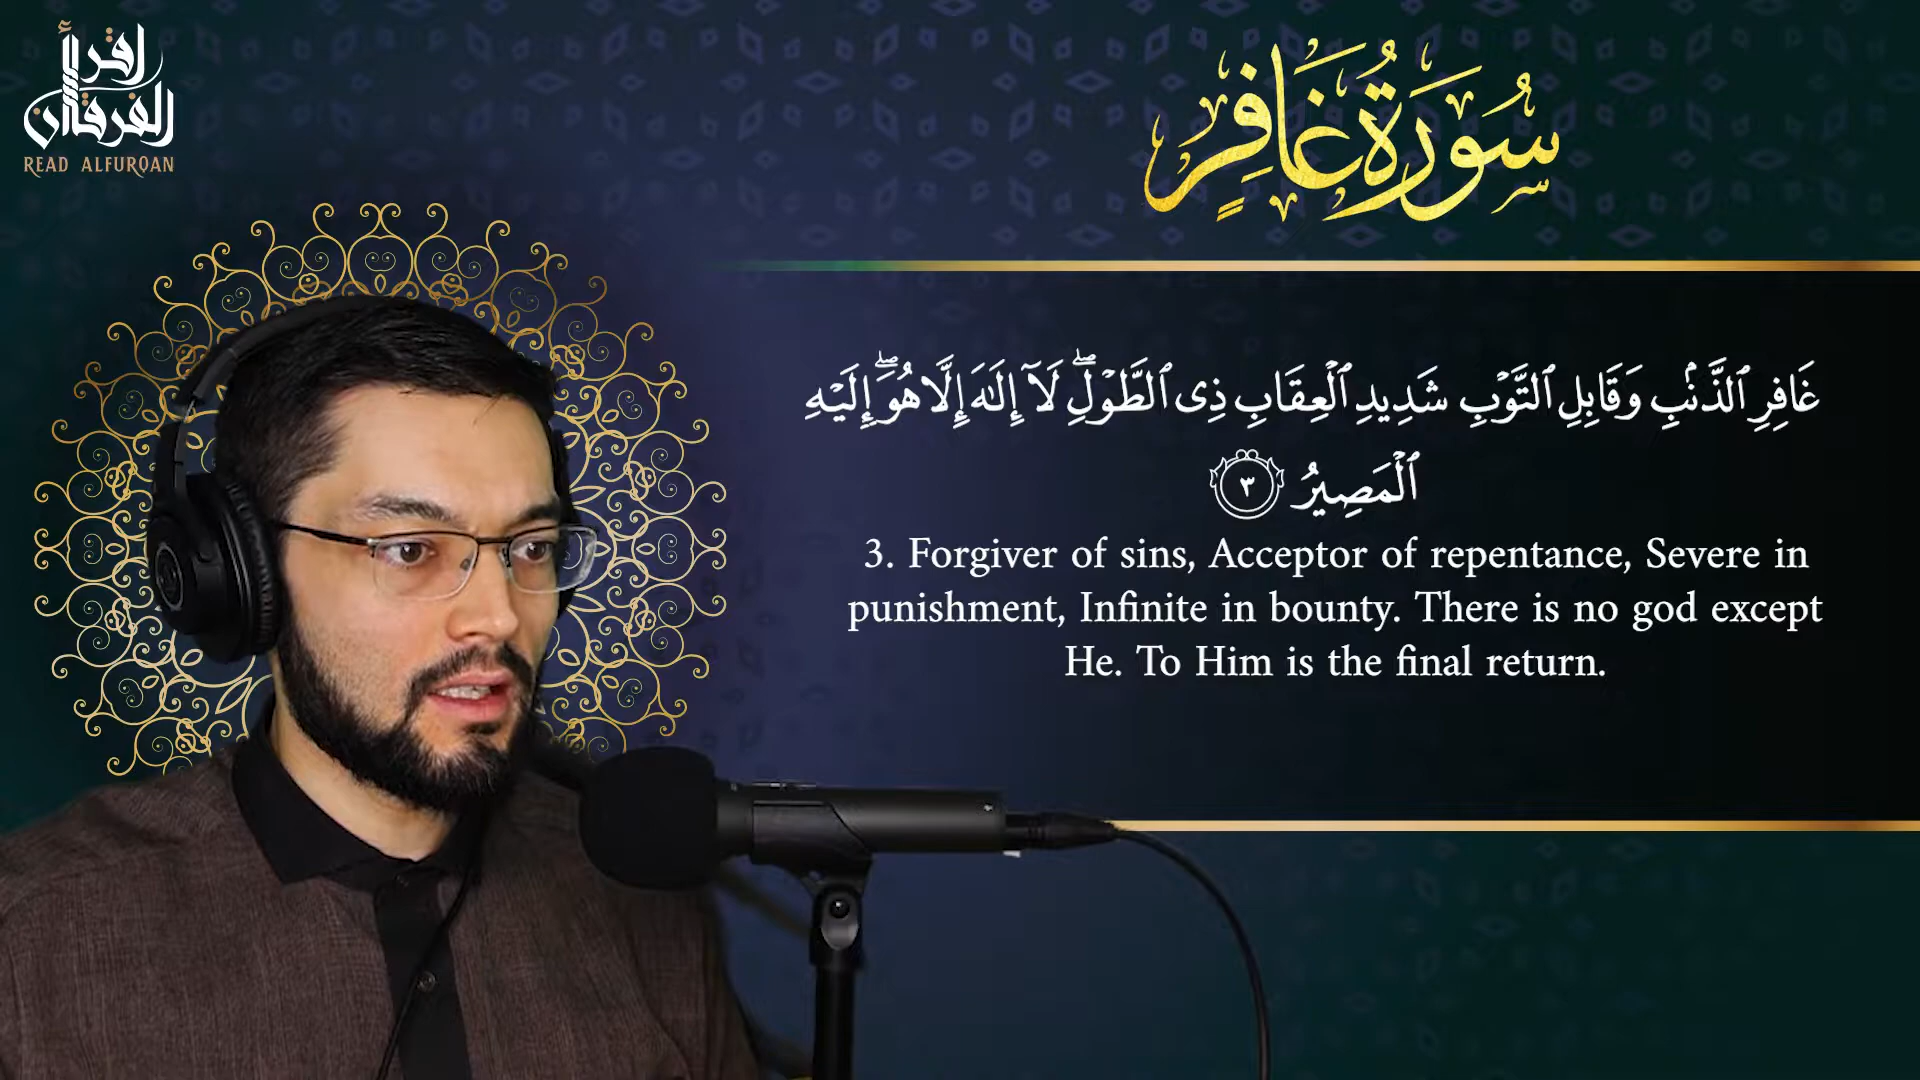 اقرأ
الفرقان
READ ALFURQAN
سُورَةُ غَافِرٍ
غَافِرِ ٱلذَّنۢبِ وَقَابِلِ ٱلتَّوۡبِ شَدِيدِ ٱلۡعِقَابِ ذِى ٱلطَّوۡلِۖ لَآ إِلَٰهَ إِلَّا هُوَۖ إِلَيۡهِ
ٱلۡمَصِيرُ ٣
3. Forgiver of sins, Acceptor of repentance, Severe in
punishment, Infinite in bounty. There is no god except
He. To Him is the final return.